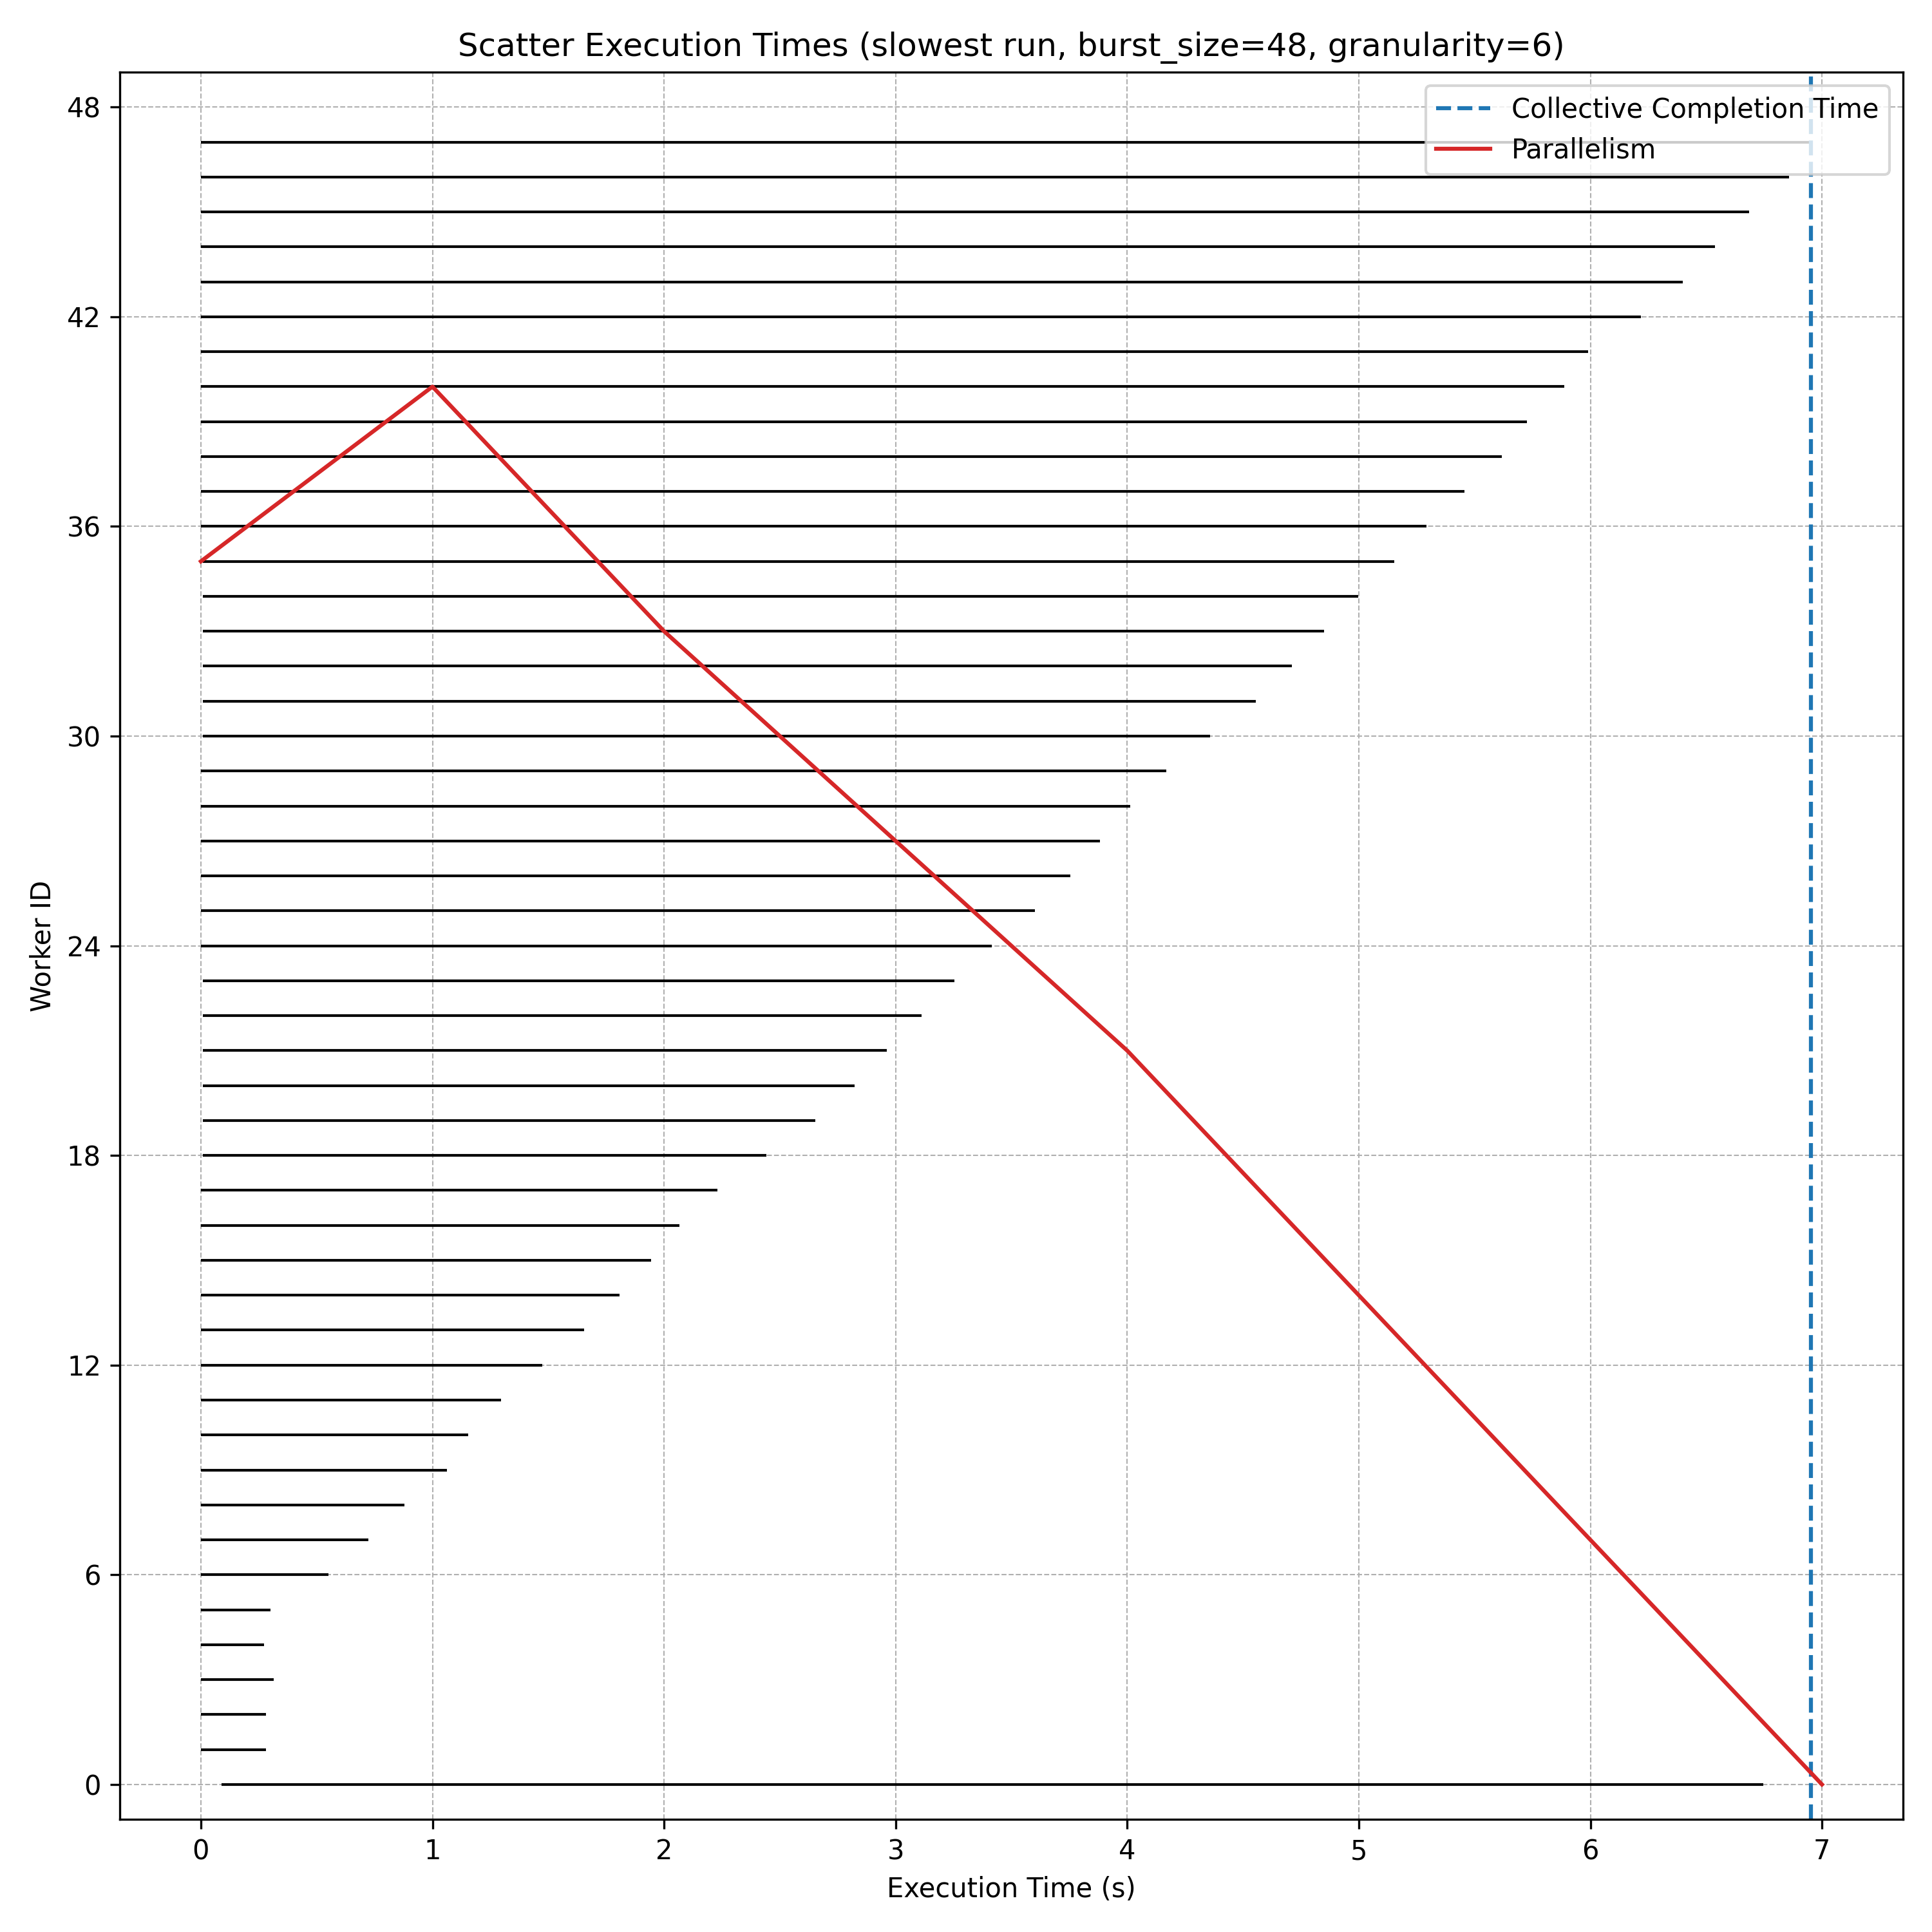 Scatter Execution Times (slowest run, burst_size=48, granularity=6)
Collective Completion Time
Parallelism
48
42
36
30
24
18
12
6
0
Worker ID
0 1 2 3 4 5 6 7
Execution Time (s)